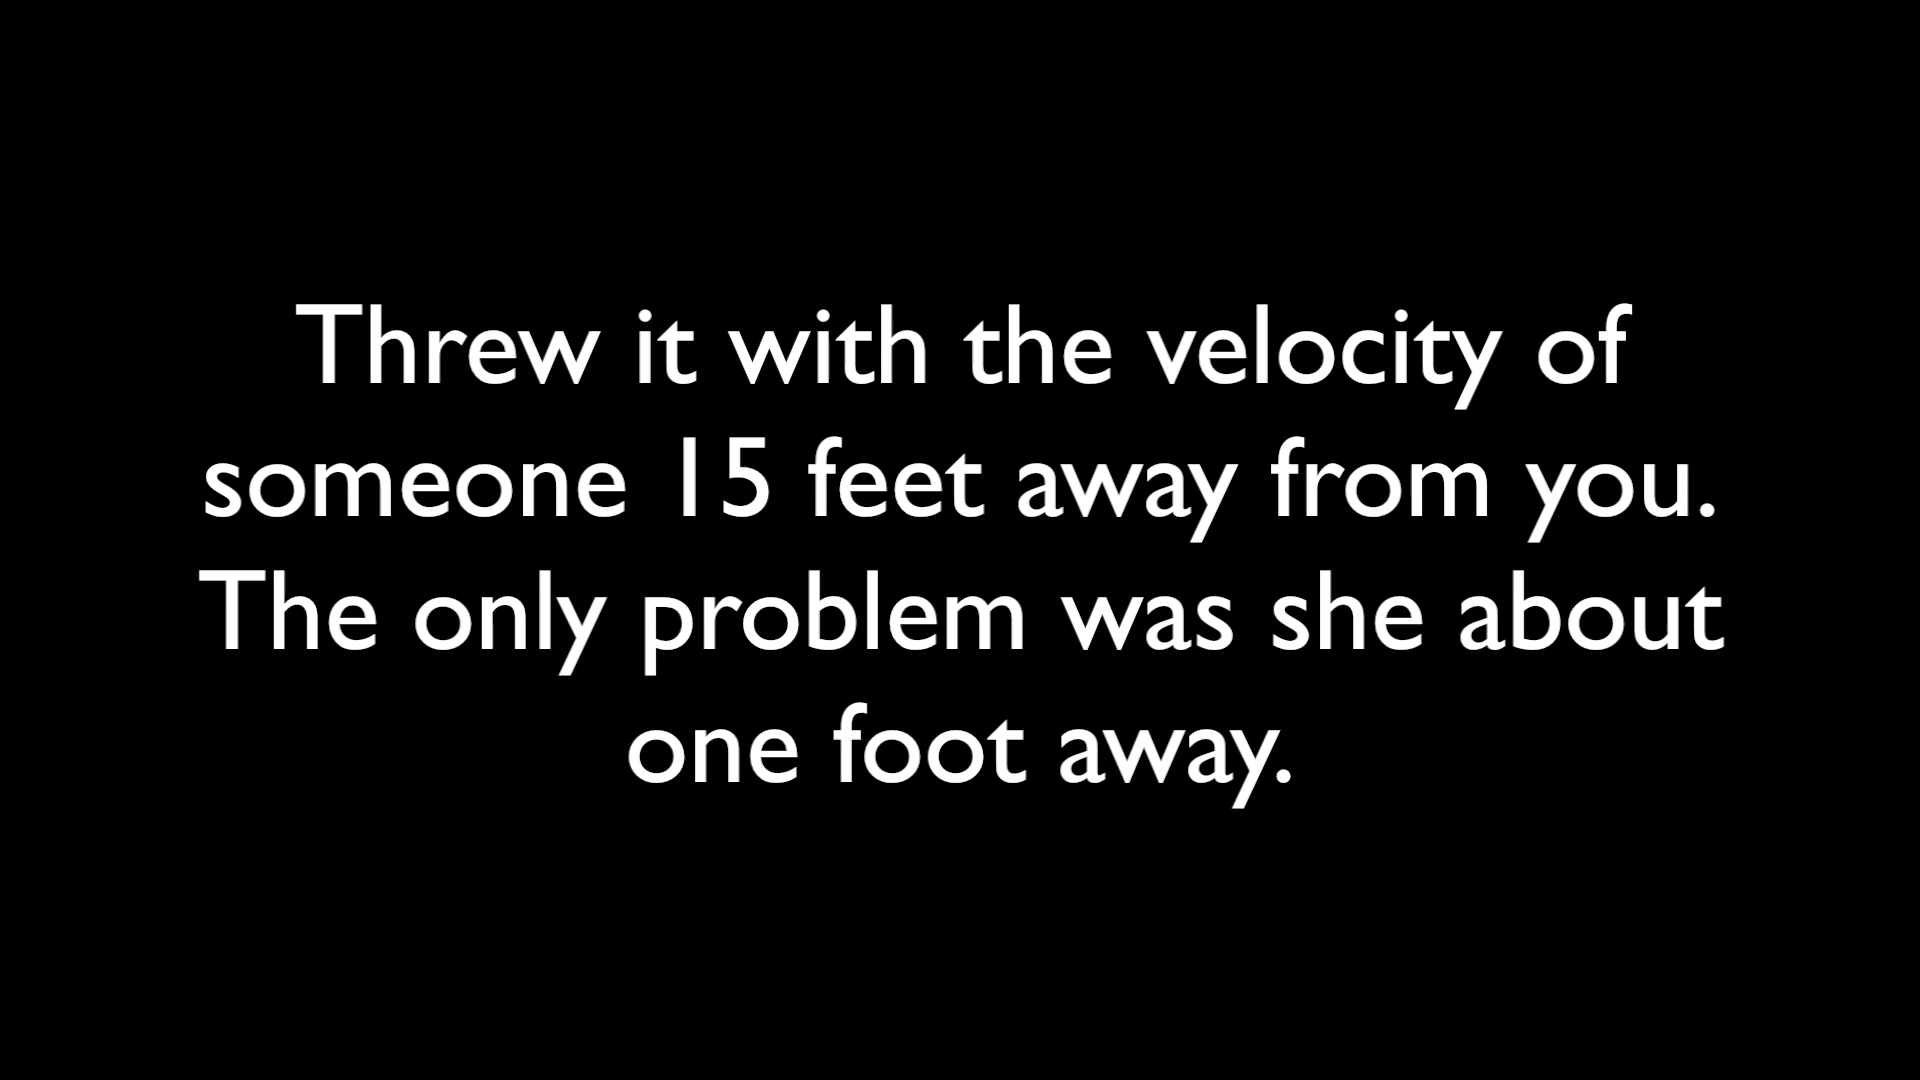 Threw it with the velocity of
someone 15 feet away from you.
The only problem was she about
one foot away.